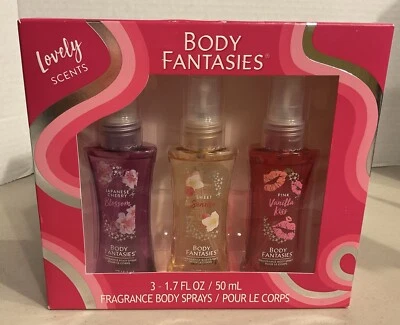 Lovely
SCENTS
BODY
FANTASIES®
JAPANESE
CHERRY
Blossom
BODY
FANTASIES
SWEET
BODY
FANTASIES
PINK
Vanilla
Kiss
BODY
FANTASIES
3 - 1.7 FL OZ / 50 mL
FRAGRANCE BODY SPRAYS / POUR LE CORPS